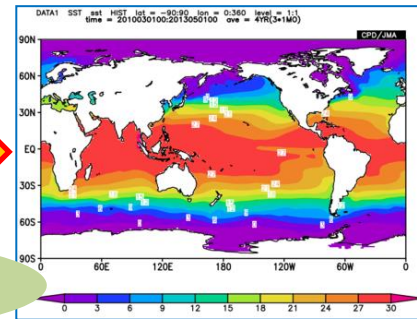 DATA1 SST sst HIST lat = -90:90 lon = 0:360 level = 1:1
time = 2010030100:2013050100 ave = 4YR(3*1MO)
CPD/JMA
90N
60N
30N
EQ
30S
60S
90S
0 60E 120E 180 120W 60W 0
0 3 6 9 12 15 18 21 24 27 30